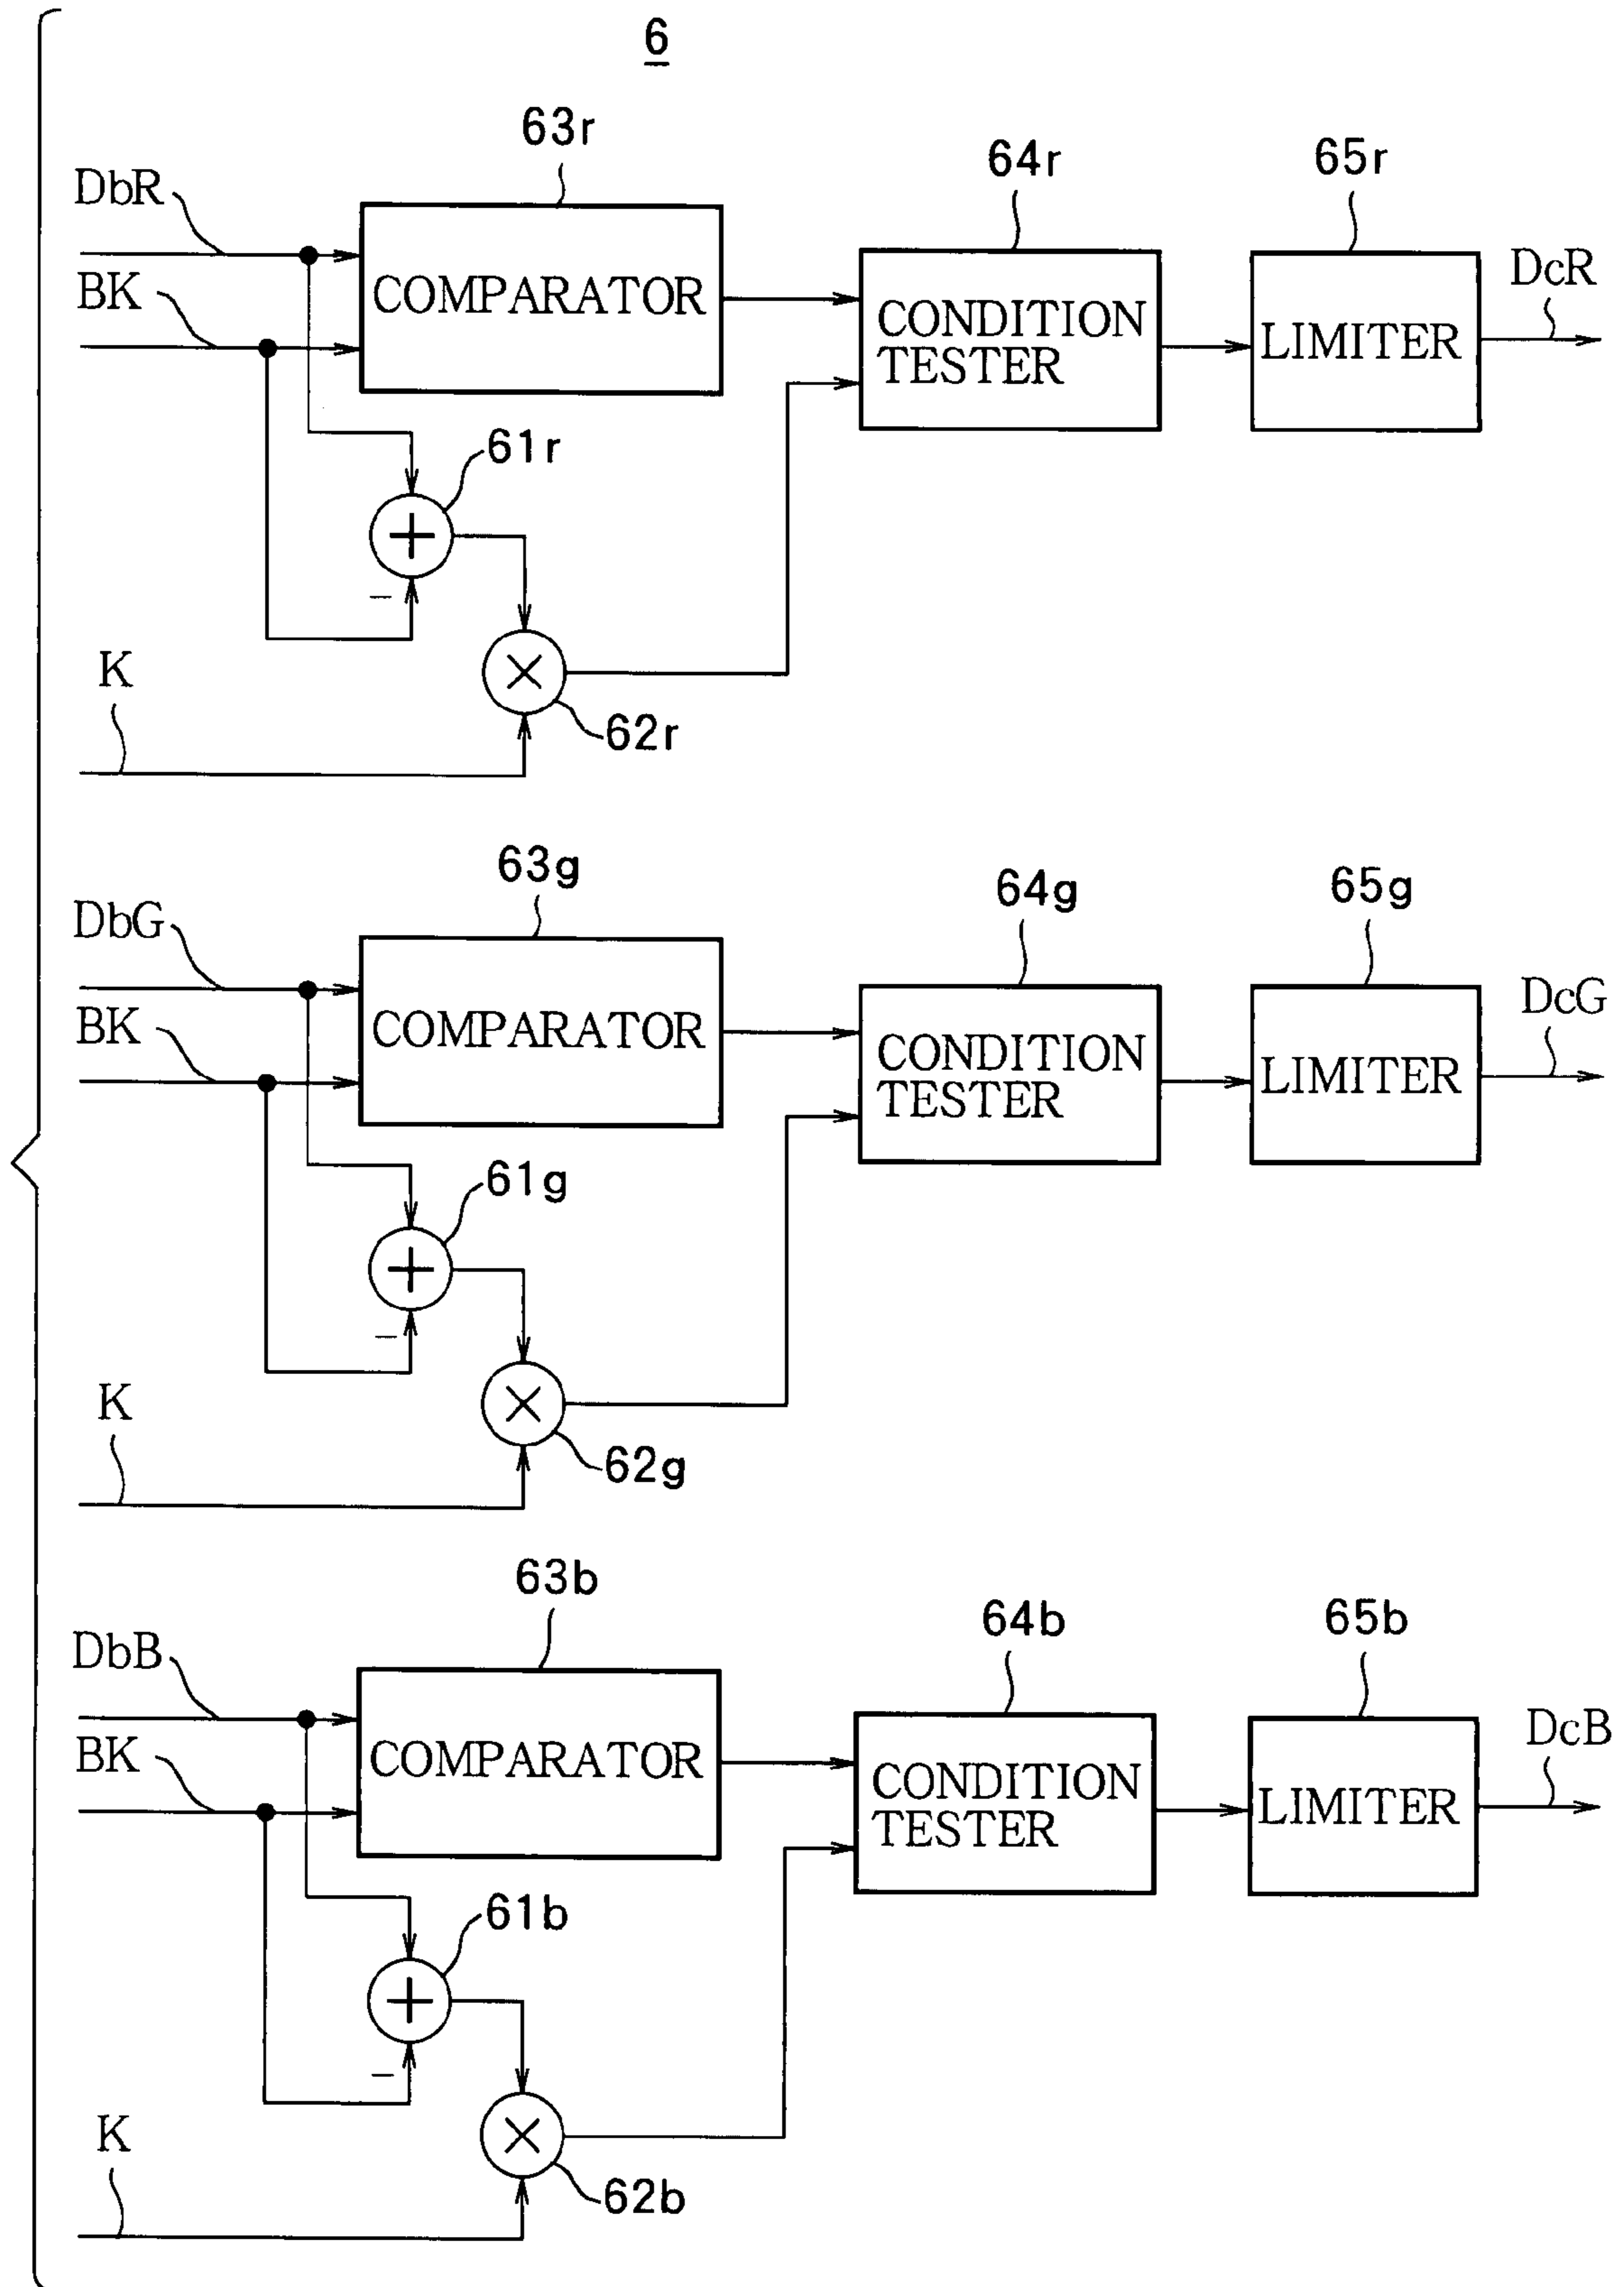 6
63r
64r
65r
DbR
BK
COMPARATOR
CONDITION
TESTER
LIMITER
DcR
61r
+
–
K
×
62r
63g
64g
65g
DbG
BK
COMPARATOR
CONDITION
TESTER
LIMITER
DcG
61g
+
–
K
×
62g
63b
64b
65b
DbB
BK
COMPARATOR
CONDITION
TESTER
LIMITER
DcB
61b
+
–
K
×
62b